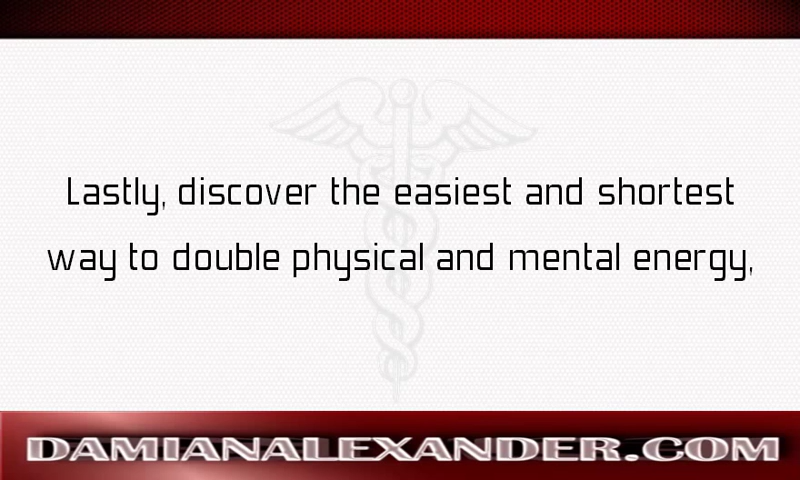 Lastly, discover the easiest and shortest
way to double physical and mental energy,
DAMIANALEXANDER.COM